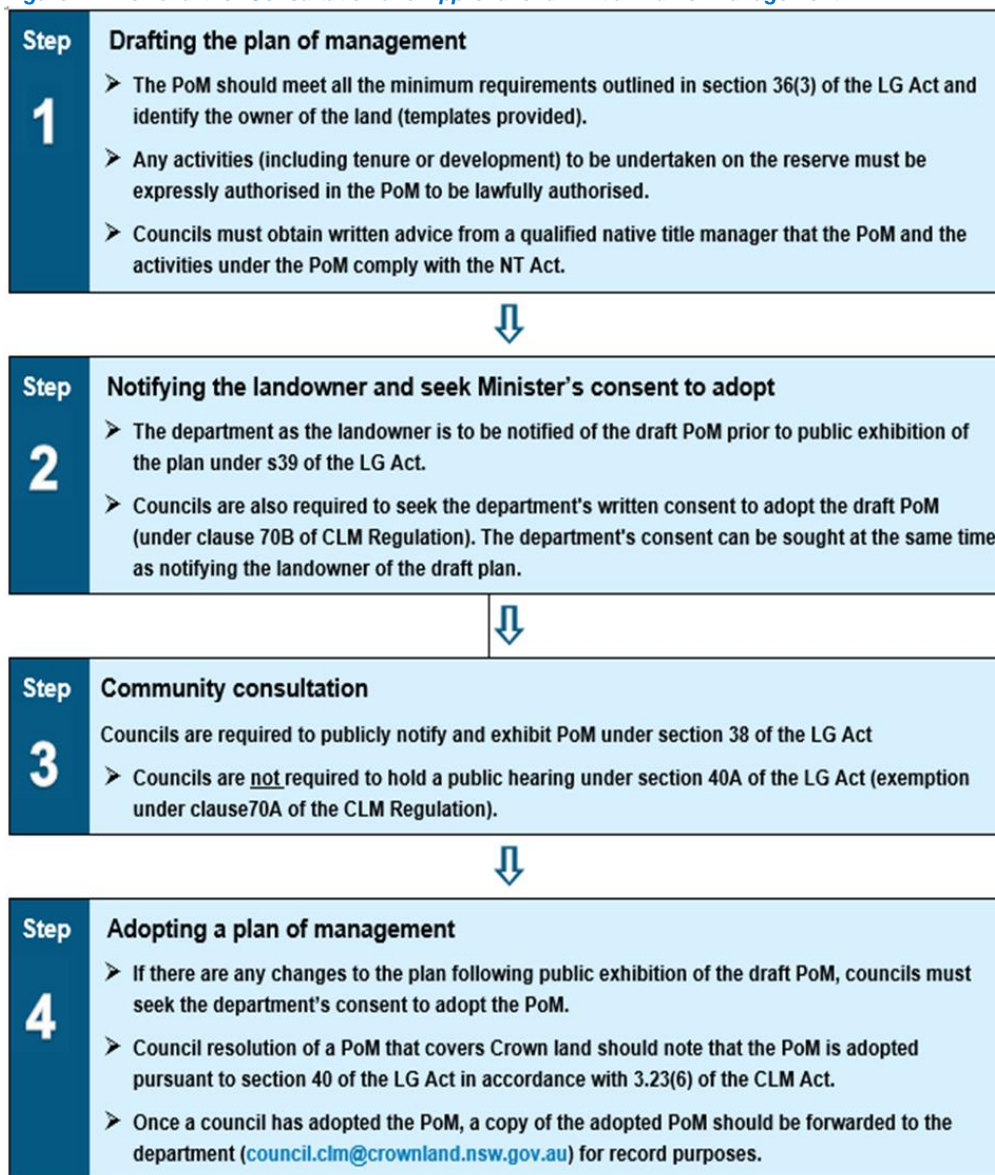 Step
1
Drafting the plan of management
➤ The PoM should meet all the minimum requirements outlined in section 36(3) of the LG Act and
identify the owner of the land (templates provided).
➤ Any activities (including tenure or development) to be undertaken on the reserve must be
expressly authorised in the PoM to be lawfully authorised.
➤ Councils must obtain written advice from a qualified native title manager that the PoM and the
activities under the PoM comply with the NT Act.
Step
2
Notifying the landowner and seek Minister's consent to adopt
➤ The department as the landowner is to be notified of the draft PoM prior to public exhibition of
the plan under s39 of the LG Act.
➤ Councils are also required to seek the department's written consent to adopt the draft PoM
(under clause 70B of CLM Regulation). The department's consent can be sought at the same time
as notifying the landowner of the draft plan.
Step
3
Community consultation
Councils are required to publicly notify and exhibit PoM under section 38 of the LG Act
➤ Councils are not required to hold a public hearing under section 40A of the LG Act (exemption
under clause70A of the CLM Regulation).
Step
4
Adopting a plan of management
➤ If there are any changes to the plan following public exhibition of the draft PoM, councils must
seek the department's consent to adopt the PoM.
➤ Council resolution of a PoM that covers Crown land should note that the PoM is adopted
pursuant to section 40 of the LG Act in accordance with 3.23(6) of the CLM Act.
➤ Once a council has adopted the PoM, a copy of the adopted PoM should be forwarded to the
department (council.clm@crownland.nsw.gov.au) for record purposes.